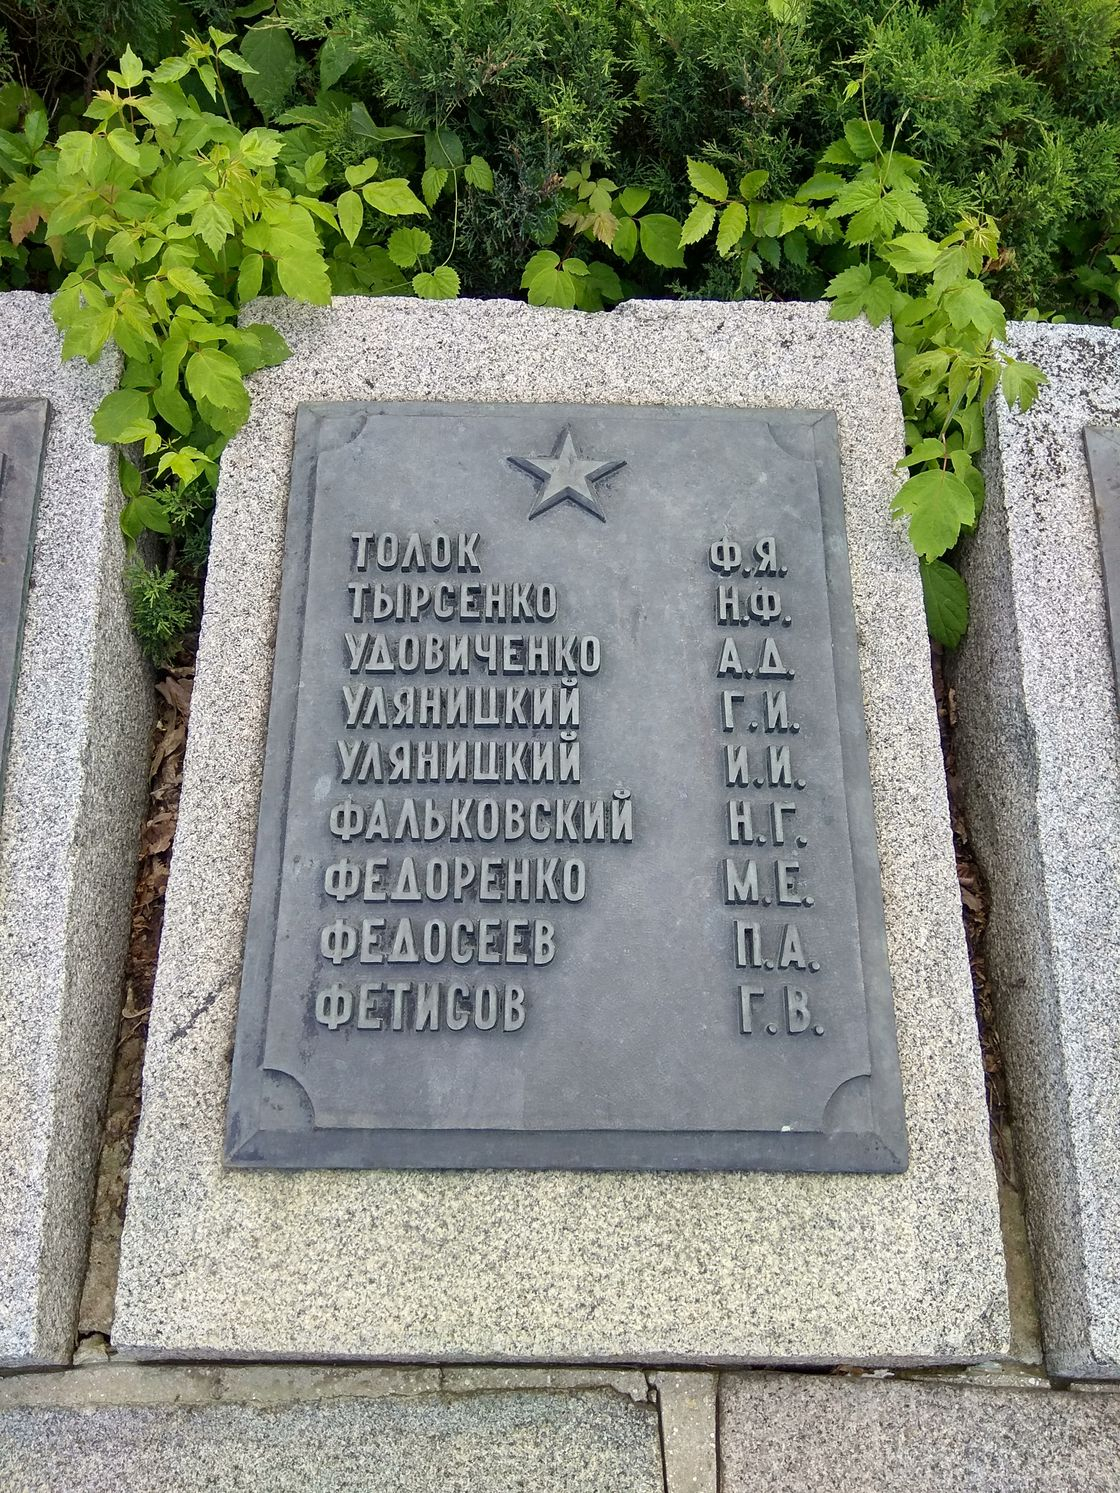 ТОЛОК Ф.Я.
ТЫРСЕНКО Н.Ф.
УДОВИЧЕНКО А.Д.
УЛЯНИЦКИЙ Г.И.
УЛЯНИЦКИЙ И.И.
ФАЛЬКОВСКИЙ Н.Г.
ФЕДОРЕНКО М.Е.
ФЕДОСЕЕВ П.А.
ФЕТИСОВ Г.В.